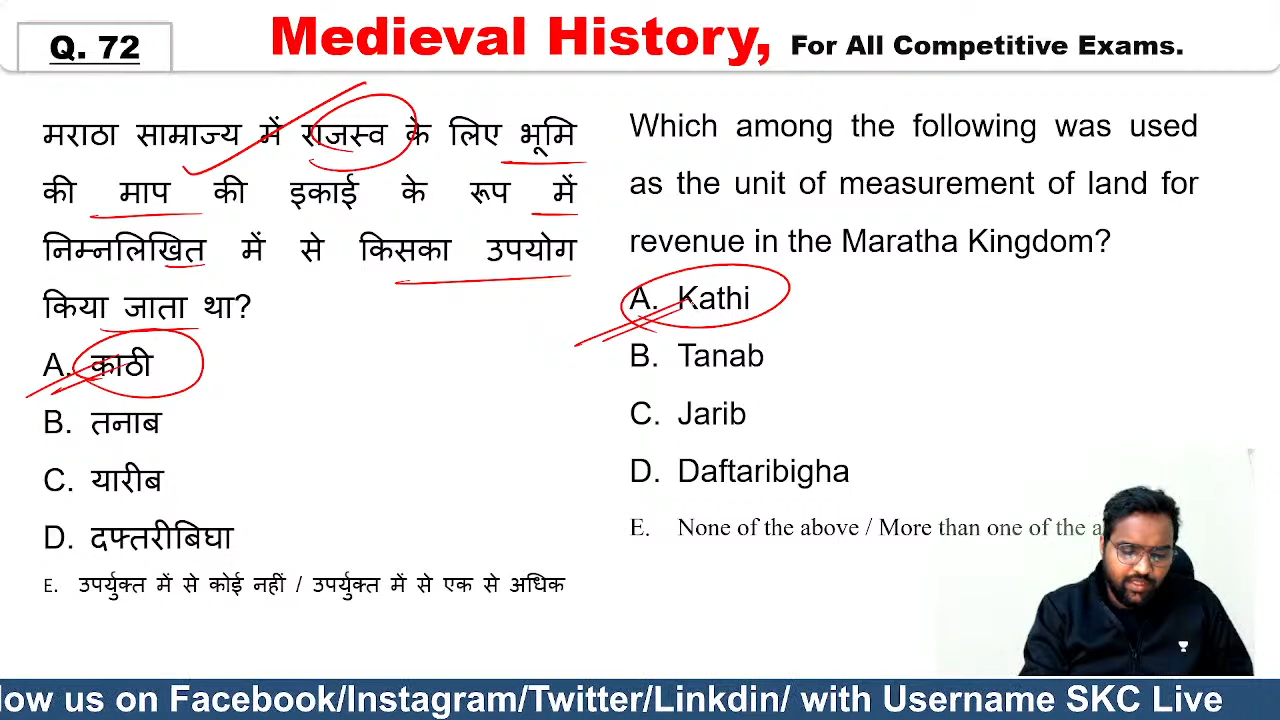 Q. 72
Medieval History, For All Competitive Exams.
मराठा साम्राज्य में राजस्व के लिए भूमि
की माप की इकाई के रूप में
निम्नलिखित में से किसका उपयोग
किया जाता था?
A. काठी
B. तनाब
C. यारीब
D. दफ्तरीबिघा
E. उपर्युक्त में से कोई नहीं / उपर्युक्त में से एक से अधिक
Which among the following was used
as the unit of measurement of land for
revenue in the Maratha Kingdom?
A. Kathi
B. Tanab
C. Jarib
D. Daftaribigha
E. None of the above / More than one of the
on Facebook/Instagram/Twitter/Linkdin/ with Username SKC Live